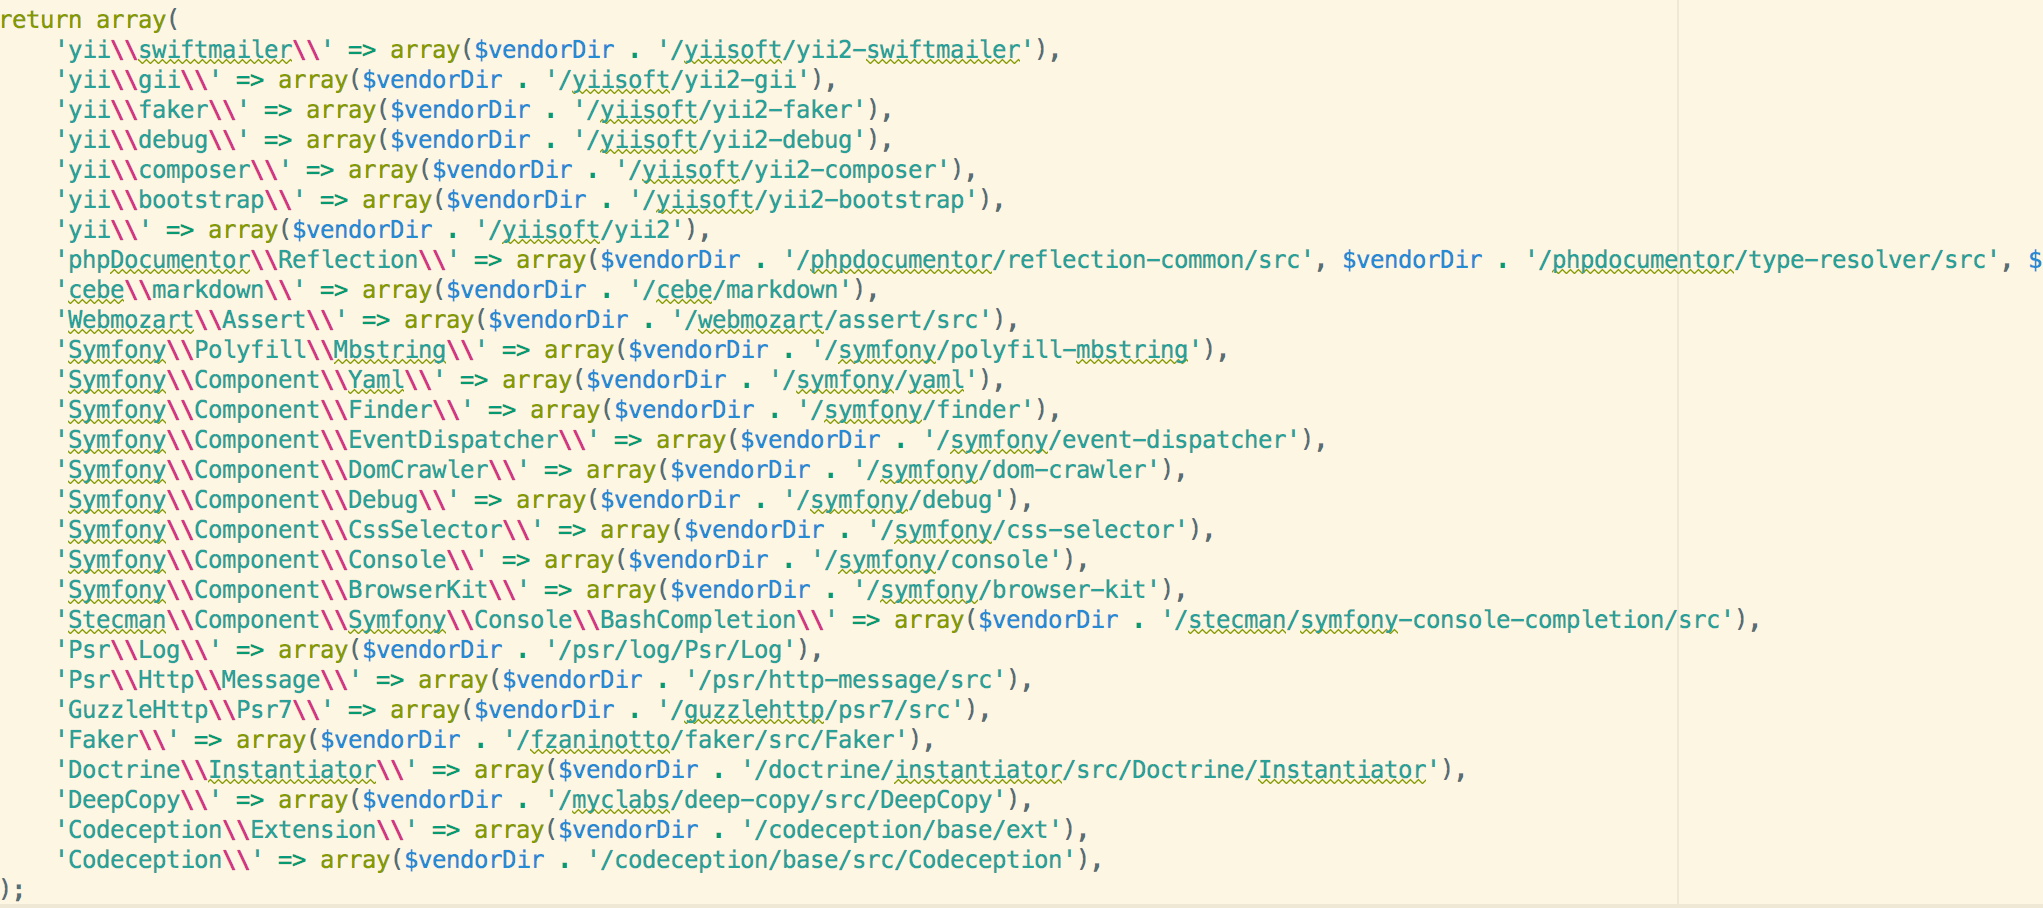 return array(
    'yii\\swiftmailer\\' => array($vendorDir . '/yiisoft/yii2-swiftmailer'),
    'yii\\gii\\' => array($vendorDir . '/yiisoft/yii2-gii'),
    'yii\\faker\\' => array($vendorDir . '/yiisoft/yii2-faker'),
    'yii\\debug\\' => array($vendorDir . '/yiisoft/yii2-debug'),
    'yii\\composer\\' => array($vendorDir . '/yiisoft/yii2-composer'),
    'yii\\bootstrap\\' => array($vendorDir . '/yiisoft/yii2-bootstrap'),
    'yii\\' => array($vendorDir . '/yiisoft/yii2'),
    'phpDocumentor\\Reflection\\' => array($vendorDir . '/phpdocumentor/reflection-common/src', $vendorDir . '/phpdocumentor/type-resolver/src', $
    'cebe\\markdown\\' => array($vendorDir . '/cebe/markdown'),
    'Webmozart\\Assert\\' => array($vendorDir . '/webmozart/assert/src'),
    'Symfony\\Polyfill\\Mbstring\\' => array($vendorDir . '/symfony/polyfill-mbstring'),
    'Symfony\\Component\\Yaml\\' => array($vendorDir . '/symfony/yaml'),
    'Symfony\\Component\\Finder\\' => array($vendorDir . '/symfony/finder'),
    'Symfony\\Component\\EventDispatcher\\' => array($vendorDir . '/symfony/event-dispatcher'),
    'Symfony\\Component\\DomCrawler\\' => array($vendorDir . '/symfony/dom-crawler'),
    'Symfony\\Component\\Debug\\' => array($vendorDir . '/symfony/debug'),
    'Symfony\\Component\\CssSelector\\' => array($vendorDir . '/symfony/css-selector'),
    'Symfony\\Component\\Console\\' => array($vendorDir . '/symfony/console'),
    'Symfony\\Component\\BrowserKit\\' => array($vendorDir . '/symfony/browser-kit'),
    'Stecman\\Component\\Symfony\\Console\\BashCompletion\\' => array($vendorDir . '/stecman/symfony-console-completion/src'),
    'Psr\\Log\\' => array($vendorDir . '/psr/log/Psr/Log'),
    'Psr\\Http\\Message\\' => array($vendorDir . '/psr/http-message/src'),
    'GuzzleHttp\\Psr7\\' => array($vendorDir . '/guzzlehttp/psr7/src'),
    'Faker\\' => array($vendorDir . '/fzaninotto/faker/src/Faker'),
    'Doctrine\\Instantiator\\' => array($vendorDir . '/doctrine/instantiator/src/Doctrine/Instantiator'),
    'DeepCopy\\' => array($vendorDir . '/myclabs/deep-copy/src/DeepCopy'),
    'Codeception\\Extension\\' => array($vendorDir . '/codeception/base/ext'),
    'Codeception\\' => array($vendorDir . '/codeception/base/src/Codeception'),
);